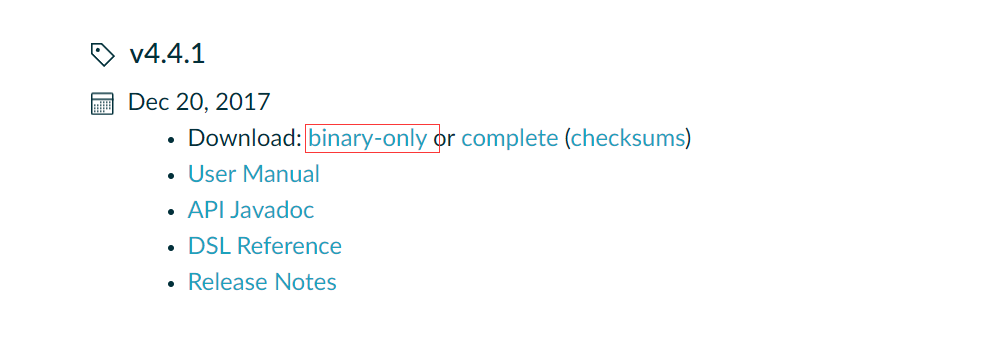 v4.4.1
Dec 20, 2017
• Download: binary-only or complete (checksums)
• User Manual
• API Javadoc
• DSL Reference
• Release Notes